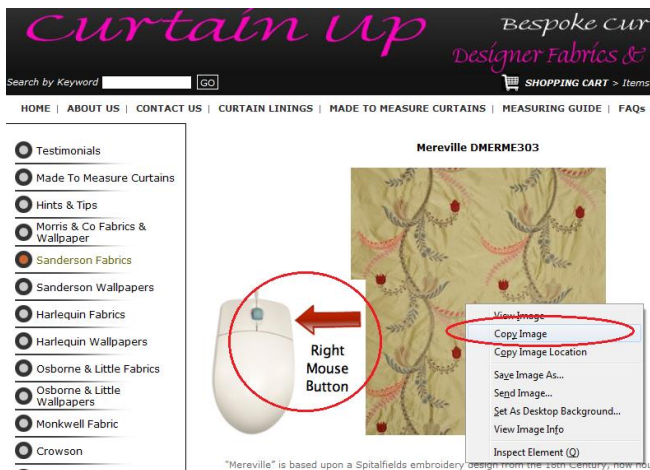 Curtain Up
Bespoke Cur
Designer Fabrics &
Search by Keyword GO
SHOPPING CART > Items
HOME | ABOUT US | CONTACT US | CURTAIN LININGS | MADE TO MEASURE CURTAINS | MEASURING GUIDE | FAQs
Testimonials
Made To Measure Curtains
Hints & Tips
Morris & Co Fabrics &
Wallpaper
Sanderson Fabrics
Sanderson Wallpapers
Harlequin Fabrics
Harlequin Wallpapers
Osborne & Little Fabrics
Osborne & Little
Wallpapers
Monkwell Fabric
Crowson
Mereville DMERME303
Right
Mouse
Button
View Image
Copy Image
Copy Image Location
Save Image As...
Send Image...
Set As Desktop Background...
View Image Info
Inspect Element (Q)
"Mereville" is based upon a Spitalfields embroidery design from the 18th Century, now hou